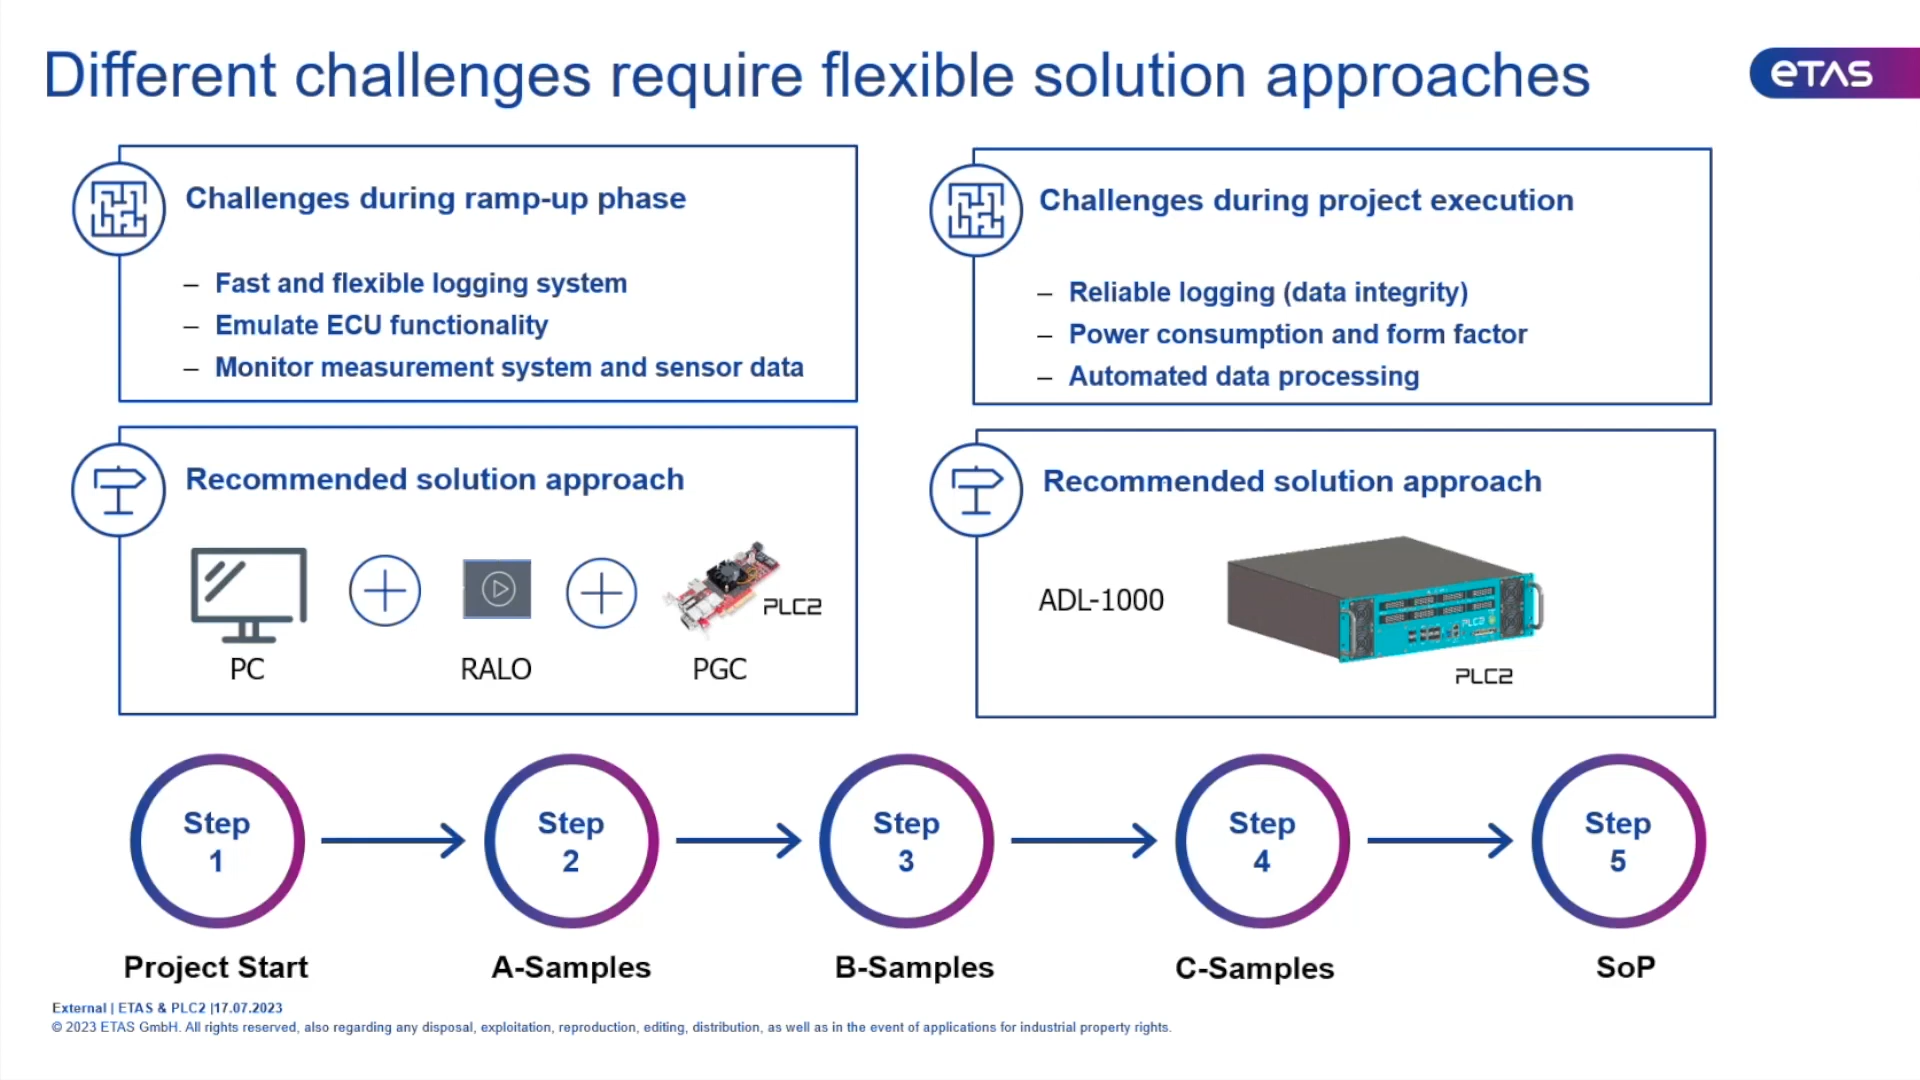 Different challenges require flexible solution approaches
eTAS
Challenges during ramp-up phase
– Fast and flexible logging system
– Emulate ECU functionality
– Monitor measurement system and sensor data
Challenges during project execution
– Reliable logging (data integrity)
– Power consumption and form factor
– Automated data processing
Recommended solution approach
PLC2
PC
RALO
PGC
Recommended solution approach
ADL-1000
PLC2
PLC2
Step
1
Step
2
Step
3
Step
4
Step
5
Project Start
A-Samples
B-Samples
C-Samples
SoP
External | ETAS & PLC2 |17.07.2023
© 2023 ETAS GmbH. All rights reserved, also regarding any disposal, exploitation, reproduction, editing, distribution, as well as in the event of applications for industrial property rights.